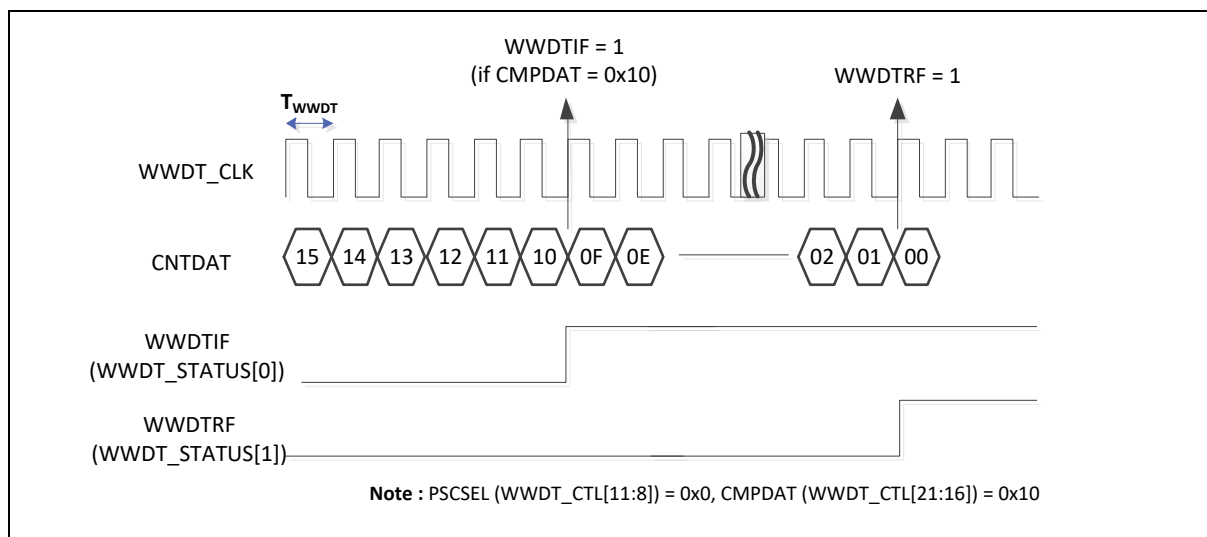 WWDTIF = 1
(if CMPDAT = 0x10)
WWDTRF = 1
TWWDT
WWDT_CLK
CNTDAT
15 14 13 12 11 10 0F 0E 02 01 00
WWDTIF
(WWDT_STATUS[0])
WWDTRF
(WWDT_STATUS[1])
Note : PSCSEL (WWDT_CTL[11:8]) = 0x0, CMPDAT (WWDT_CTL[21:16]) = 0x10